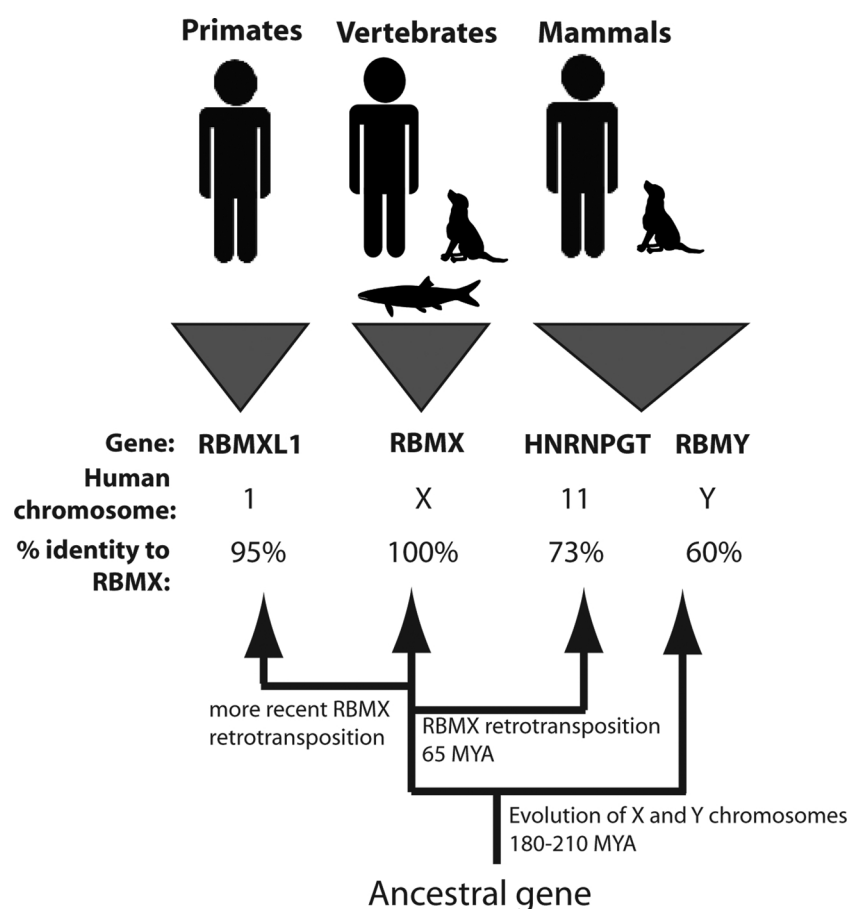 Primates Vertebrates Mammals
Gene: RBMXL1 RBMX HNRNPGT RBMY
Human
chromosome: 1 X 11 Y
% identity to
RBMX: 95% 100% 73% 60%
more recent RBMX
retrotransposition
RBMX retrotransposition
65 MYA
Evolution of X and Y chromosomes
180-210 MYA
Ancestral gene